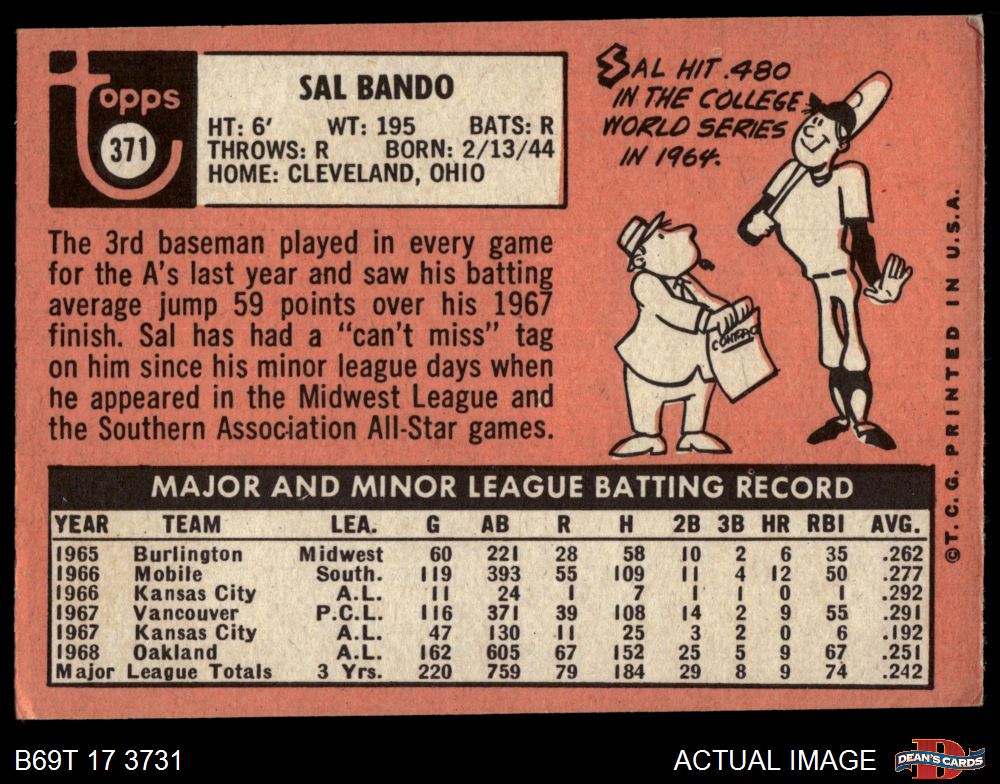 Topps
371
SAL BANDO
HT: 6' WT: 195 BATS: R
THROWS: R BORN: 2/13/44
HOME: CLEVELAND, OHIO
SAL HIT .480
IN THE COLLEGE
WORLD SERIES
IN 1964.
CONTRAC
The 3rd baseman played in every game
for the A's last year and saw his batting
average jump 59 points over his 1967
finish. Sal has had a "can't miss" tag
on him since his minor league days when
he appeared in the Midwest League and
the Southern Association All-Star games.
MAJOR AND MINOR LEAGUE BATTING RECORD
YEAR TEAM LEA. G AB R H 2B 3B HR RBI AVG.
1965 Burlington Midwest 60 221 28 58 10 2 6 35 .262
1966 Mobile South. 119 393 55 109 11 4 12 50 .277
1966 Kansas City A.L. 11 24 1 7 1 1 0 1 .292
1967 Vancouver P.C.L. 116 371 39 108 14 2 9 55 .291
1967 Kansas City A.L. 47 130 11 25 3 2 0 6 .192
1968 Oakland A.L. 162 605 67 152 25 5 9 67 .251
Major League Totals 3 Yrs. 220 759 79 184 29 8 9 74 .242
©T.C.G. PRINTED IN U.S.A.
B69T 17 3731
ACTUAL IMAGE
DEAN'S CARDS